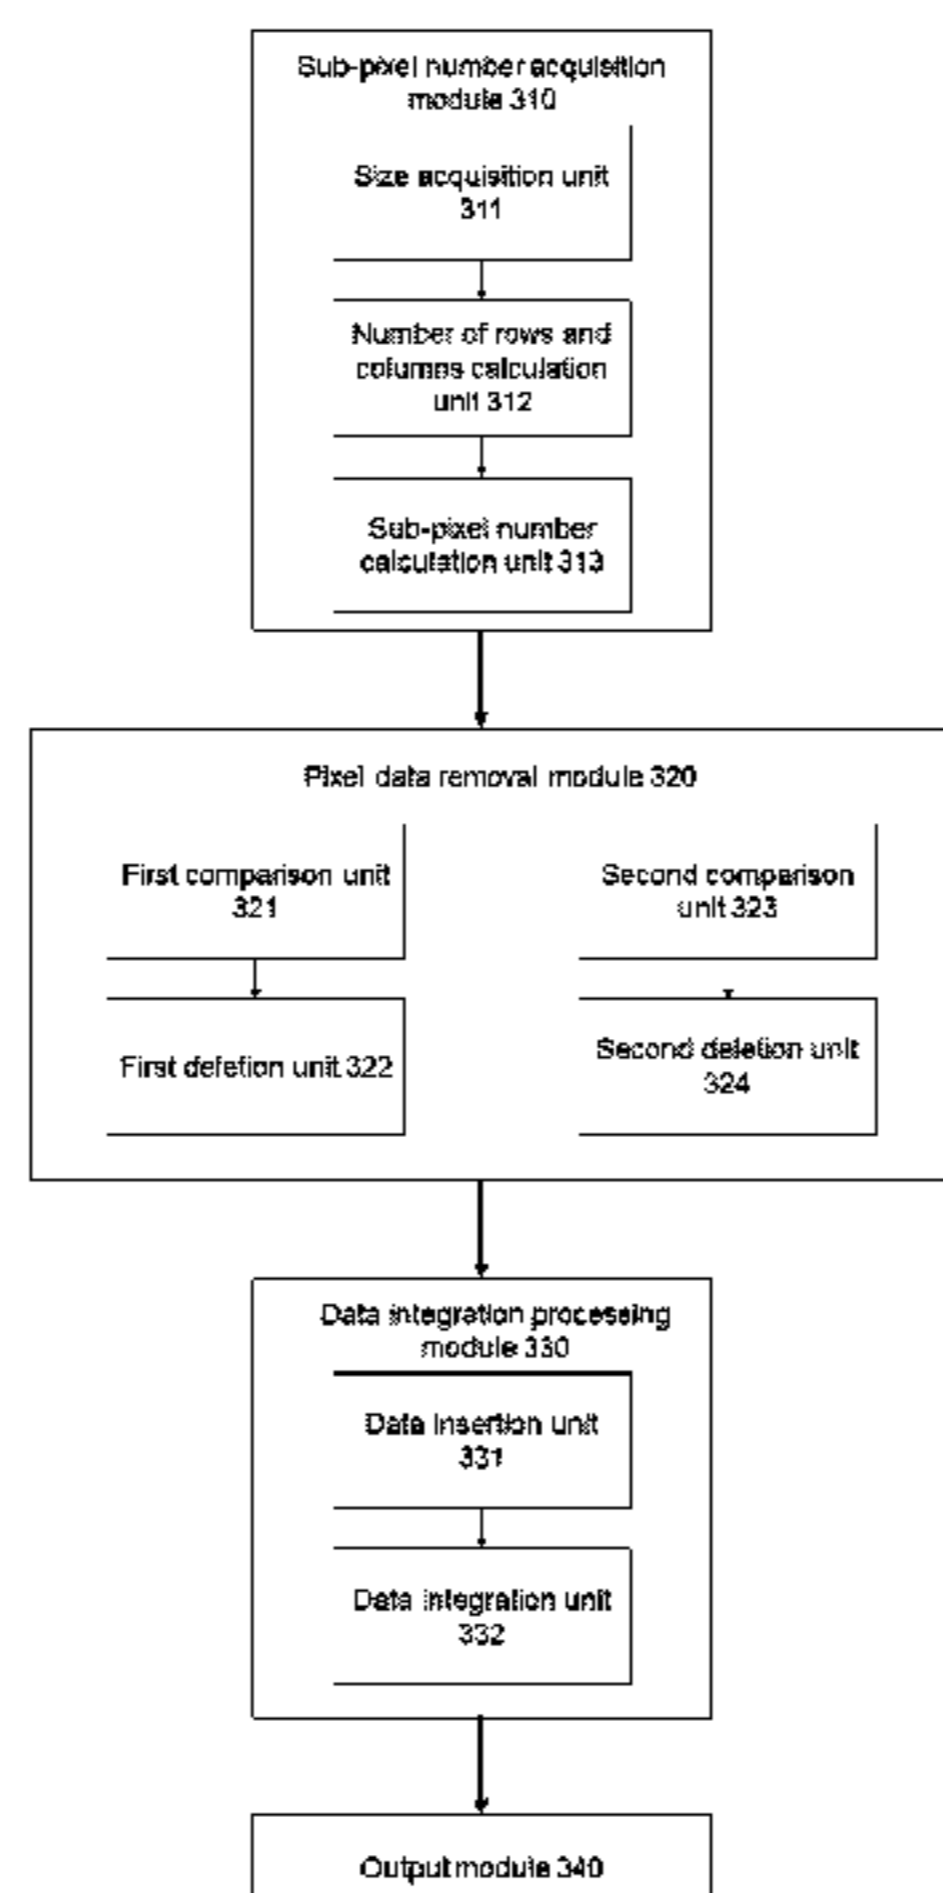 Sub-pixel number acquisition
module 310
Size acquisition unit
311
Number of rows and
columns calculation
unit 312
Sub-pixel number
calculation unit 313
Pixel data removal module 320
First comparison unit
321
Second comparison
unit 323
First deletion unit 322
Second deletion unit
324
Data integration processing
module 330
Data insertion unit
331
Data integration unit
332
Output module 340